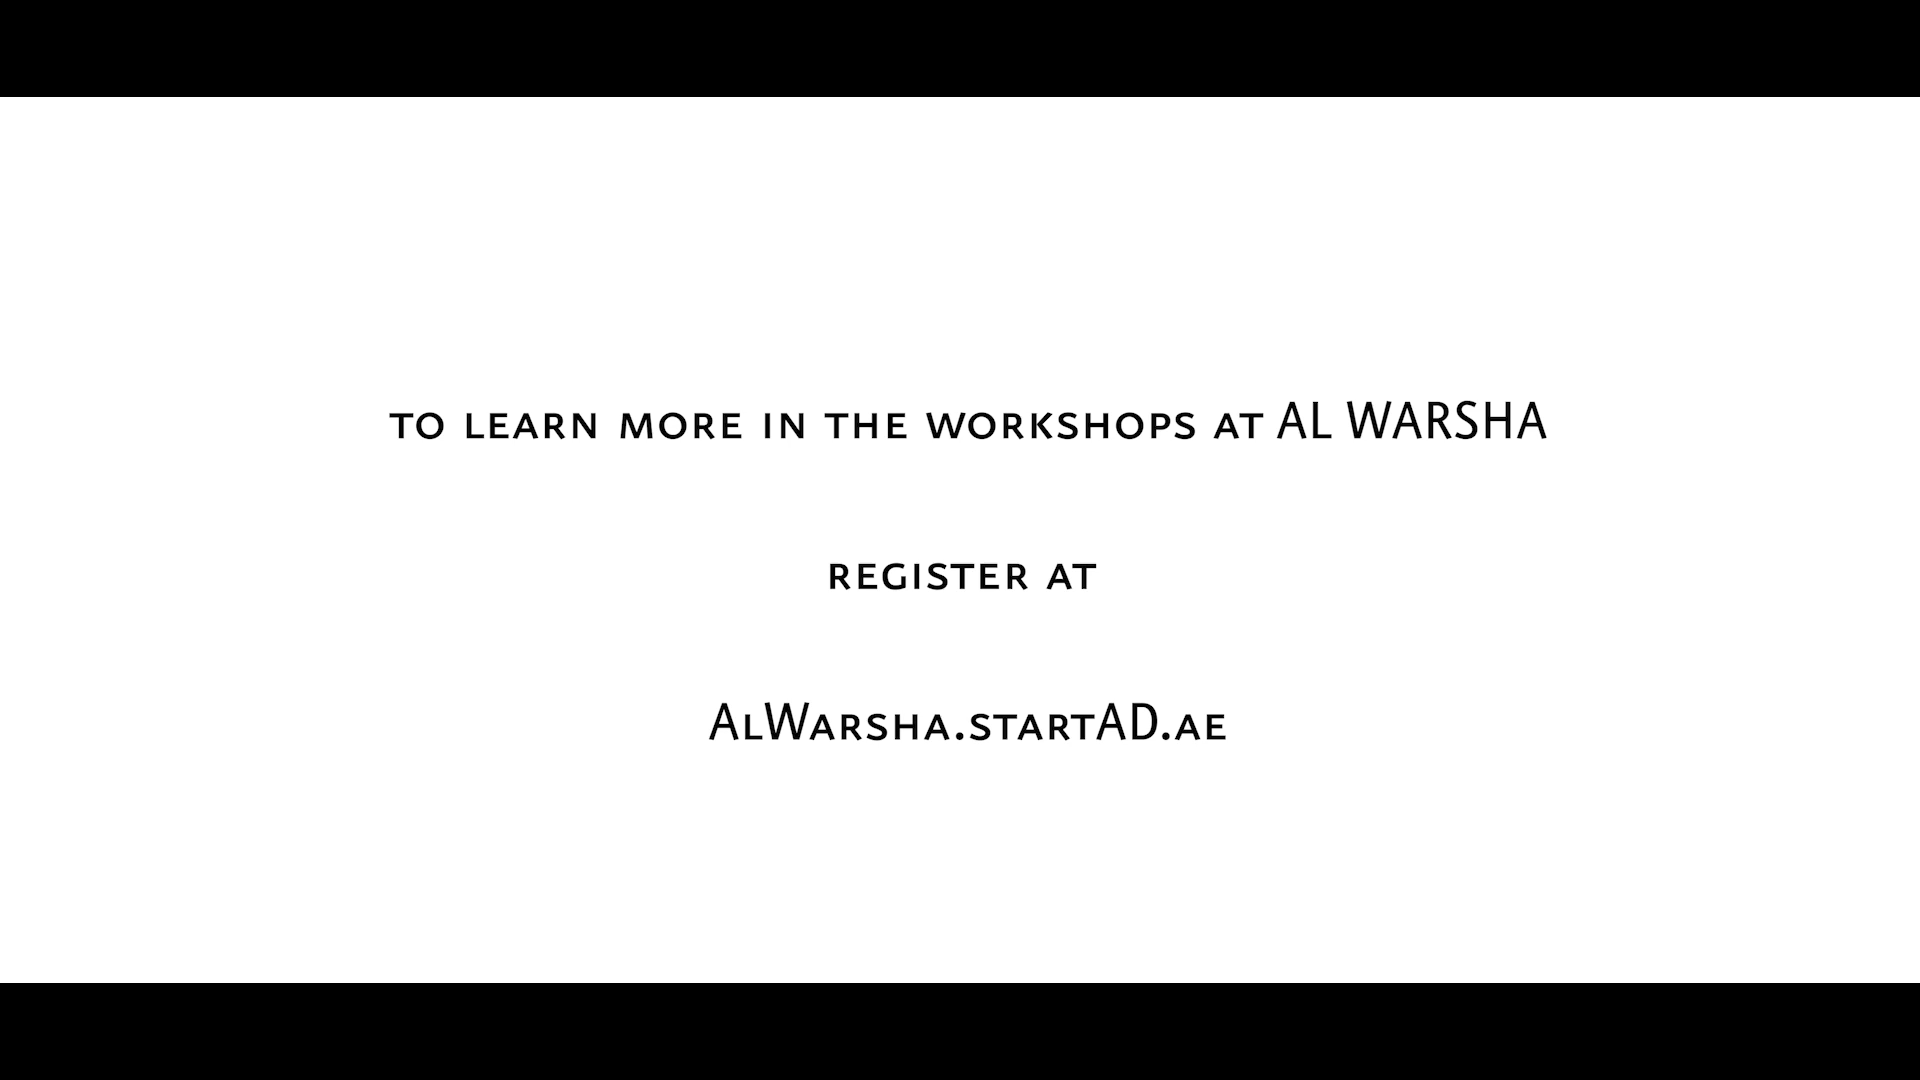 to learn more in the workshops at AL WARSHA
register at
AlWarsha.startAD.ae